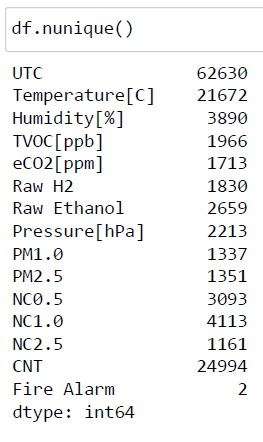 df.nunique()
UTC 62630
Temperature[C] 21672
Humidity[%] 3890
TVOC[ppb] 1966
eCO2[ppm] 1713
Raw H2 1830
Raw Ethanol 2659
Pressure[hPa] 2213
PM1.0 1337
PM2.5 1351
NC0.5 3093
NC1.0 4113
NC2.5 1161
CNT 24994
Fire Alarm 2
dtype: int64